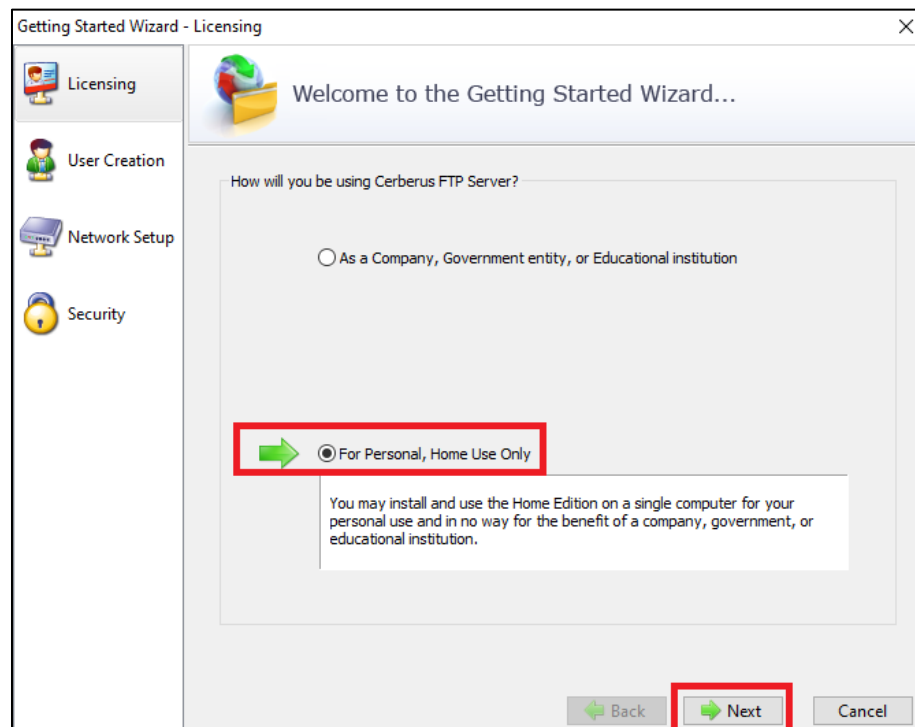 Getting Started Wizard - Licensing
Licensing
User Creation
Network Setup
Security
Welcome to the Getting Started Wizard...
How will you be using Cerberus FTP Server?
As a Company, Government entity, or Educational institution
For Personal, Home Use Only
You may install and use the Home Edition on a single computer for your
personal use and in no way for the benefit of a company, government, or
educational institution.
Back
Next
Cancel